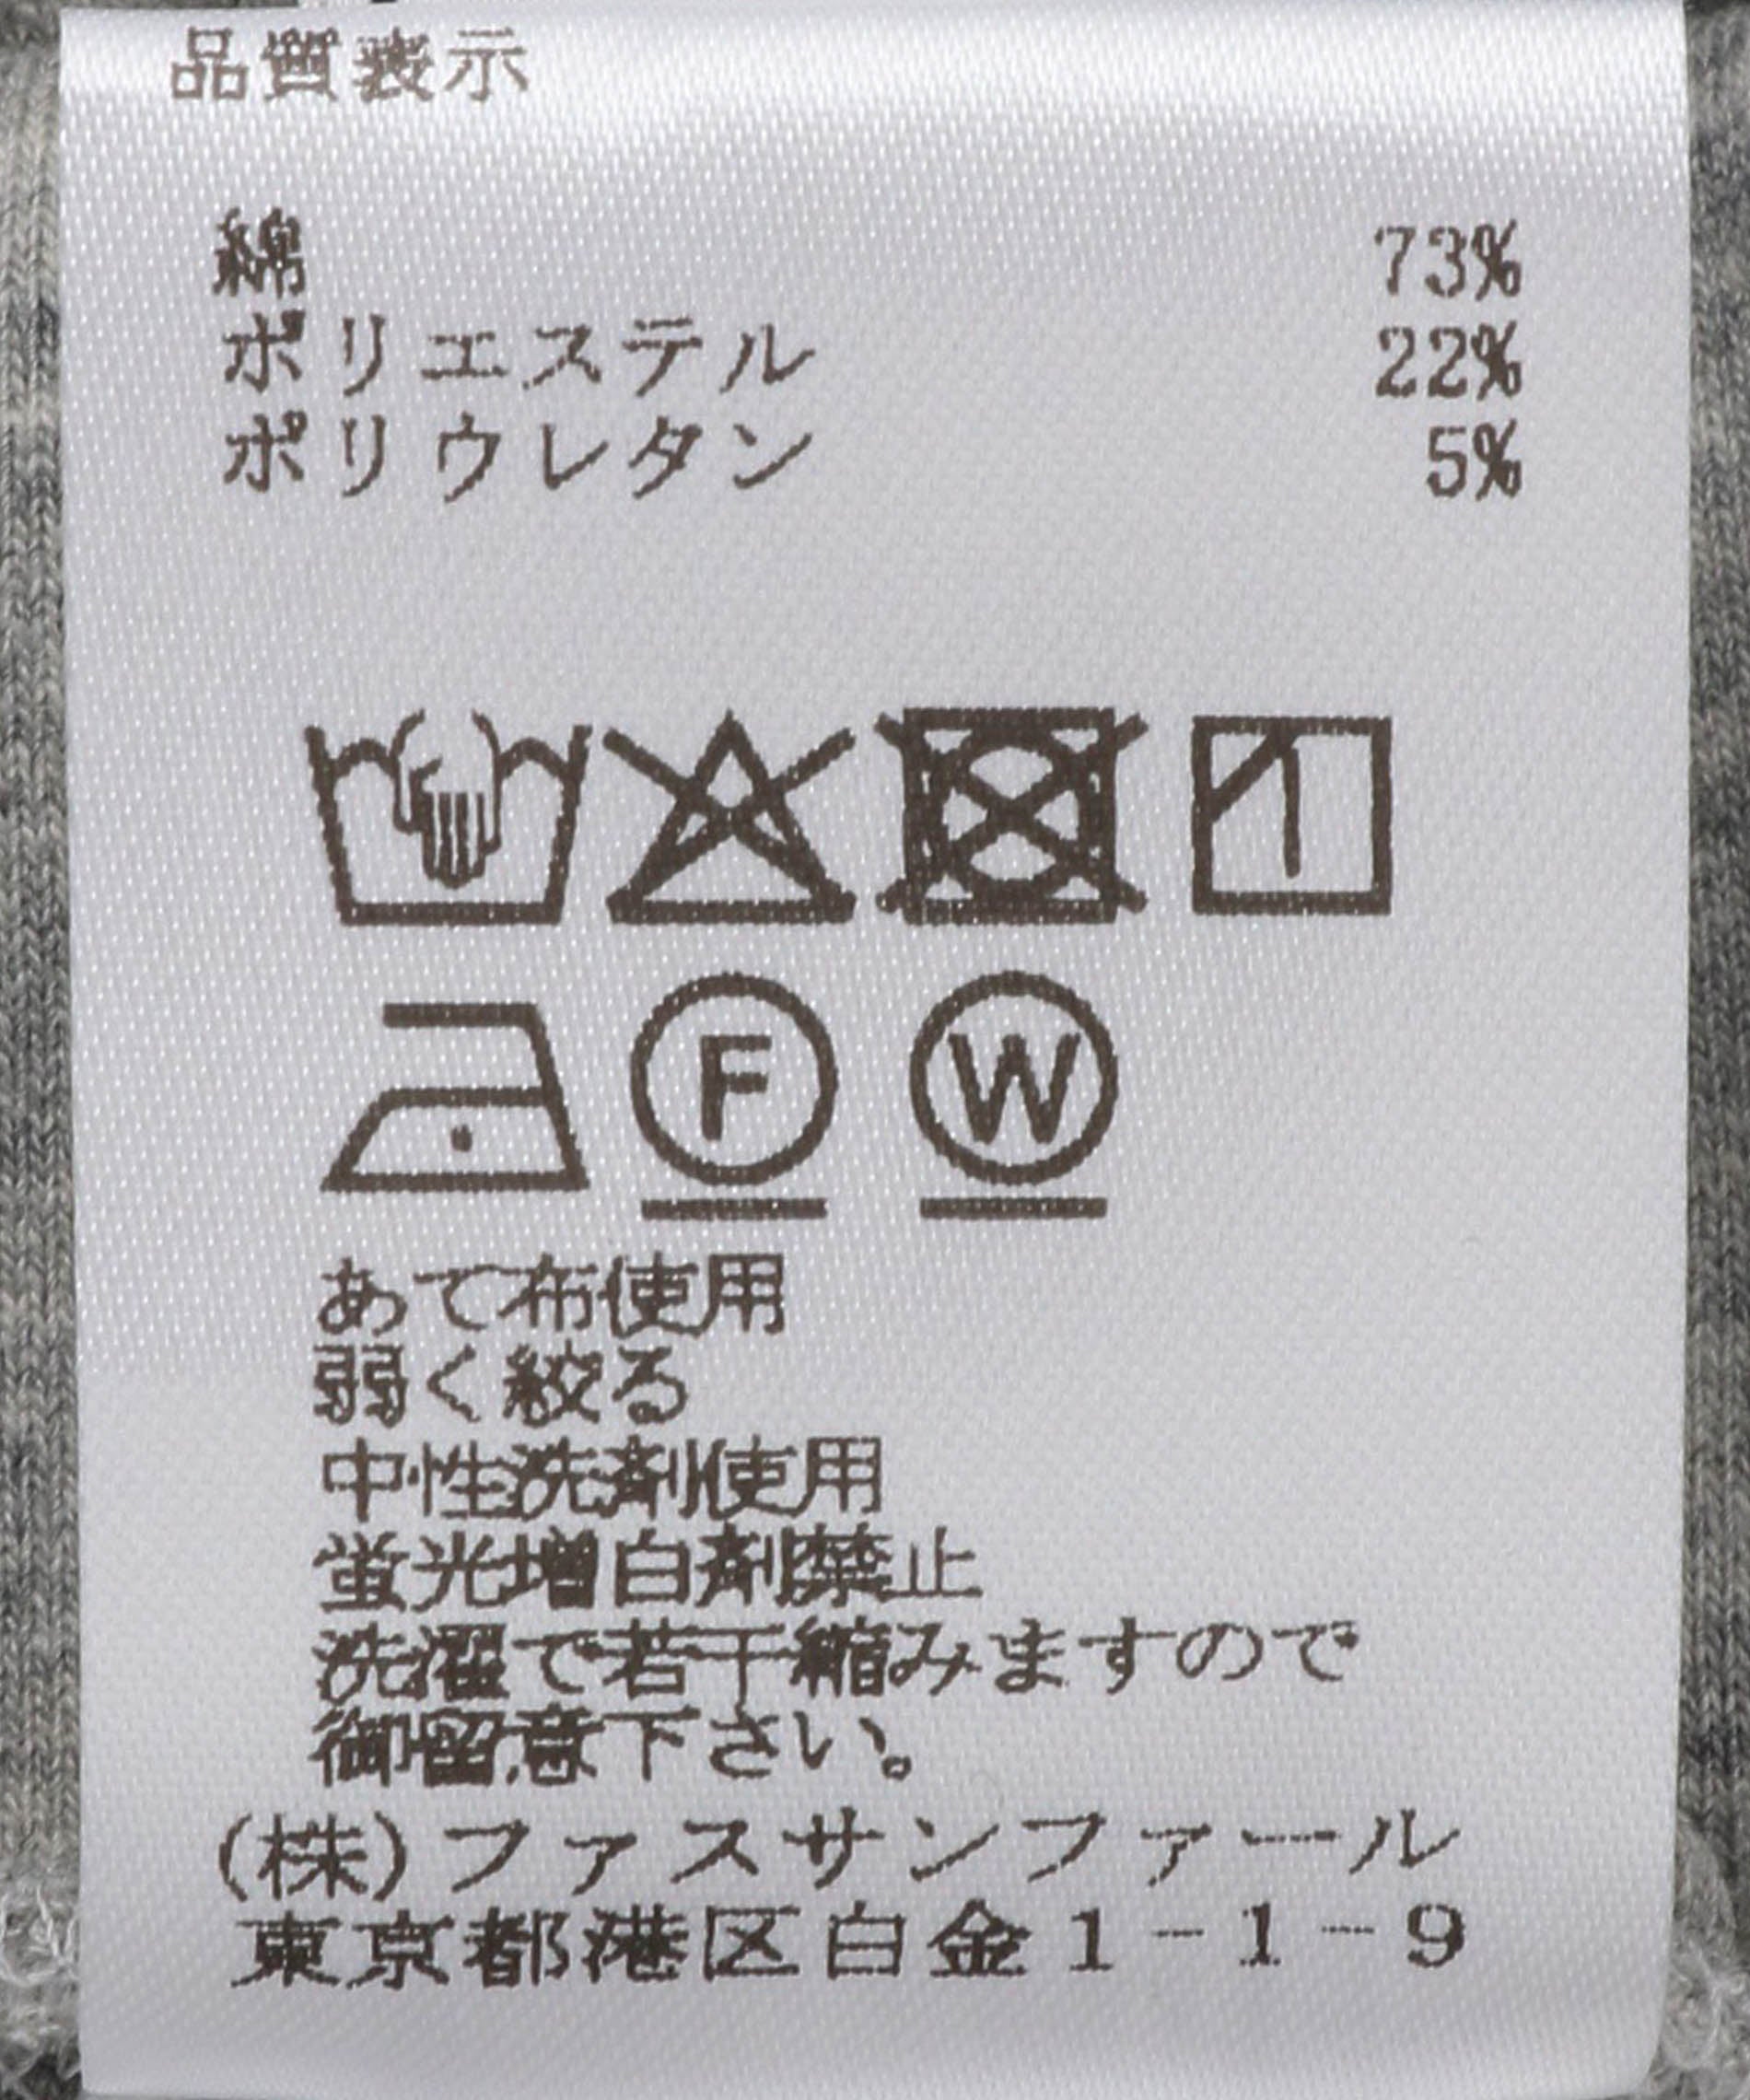 品質表示
綿 73%
ポリエステル 22%
ポリウレタン 5%
F W
あて布使用
弱く絞る
中性洗剤使用
蛍光増白剤禁止
洗濯で若干縮みますので
御留意下さい。
(株)ファスサンファール
東京都港区白金1-1-9